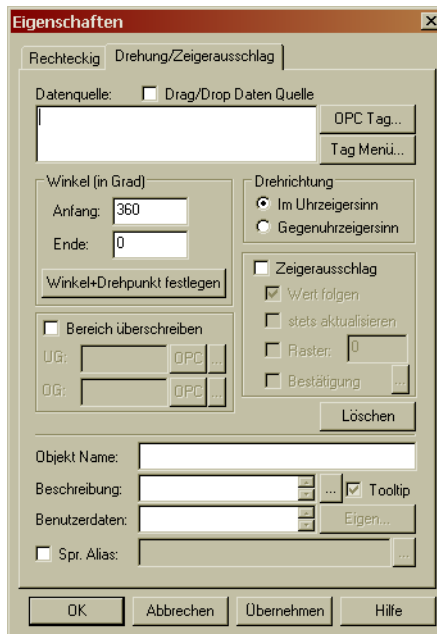 Eigenschaften
Rechteckig Drehung/Zeigerausschlag
Datenquelle: Drag/Drop Daten Quelle
OPC Tag...
Tag Menü...
Winkel (in Grad)
Anfang: 360
Ende: 0
Winkel+Drehpunkt festlegen
Drehrichtung
Im Uhrzeigersinn
Gegenuhrzeigersinn
Zeigerausschlag
Wert folgen
stets aktualisieren
Raster: 0
Bestätigung ...
Bereich überschreiben
UG: OPC ...
OG: OPC ...
Löschen
Objekt Name:
Beschreibung: ... Tooltip
Benutzerdaten: Eigen...
Spr. Alias: ...
OK Abbrechen Übernehmen Hilfe